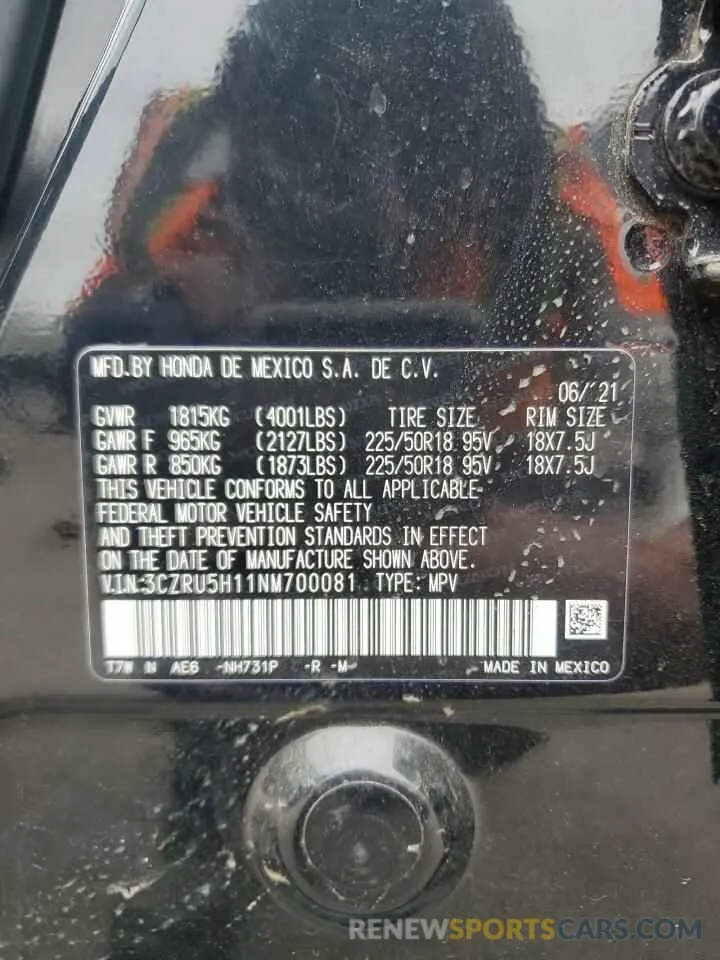 MFD.BY HONDA DE MEXICO S.A. DE C.V.
06/'21
GVWR 1815KG (4001LBS) TIRE SIZE RIM SIZE
GAWR F 965KG (2127LBS) 225/50R18 95V 18X7.5J
GAWR R 850KG (1873LBS) 225/50R18 95V 18X7.5J
THIS VEHICLE CONFORMS TO ALL APPLICABLE
FEDERAL MOTOR VEHICLE SAFETY
AND THEFT PREVENTION STANDARDS IN EFFECT
ON THE DATE OF MANUFACTURE SHOWN ABOVE.
V.I.N:3CZRU5H11NM700081 TYPE: MPV
T7W N AE6 -NH731P -R -M- MADE IN MEXICO
RENEWSPORTSCARS.COM